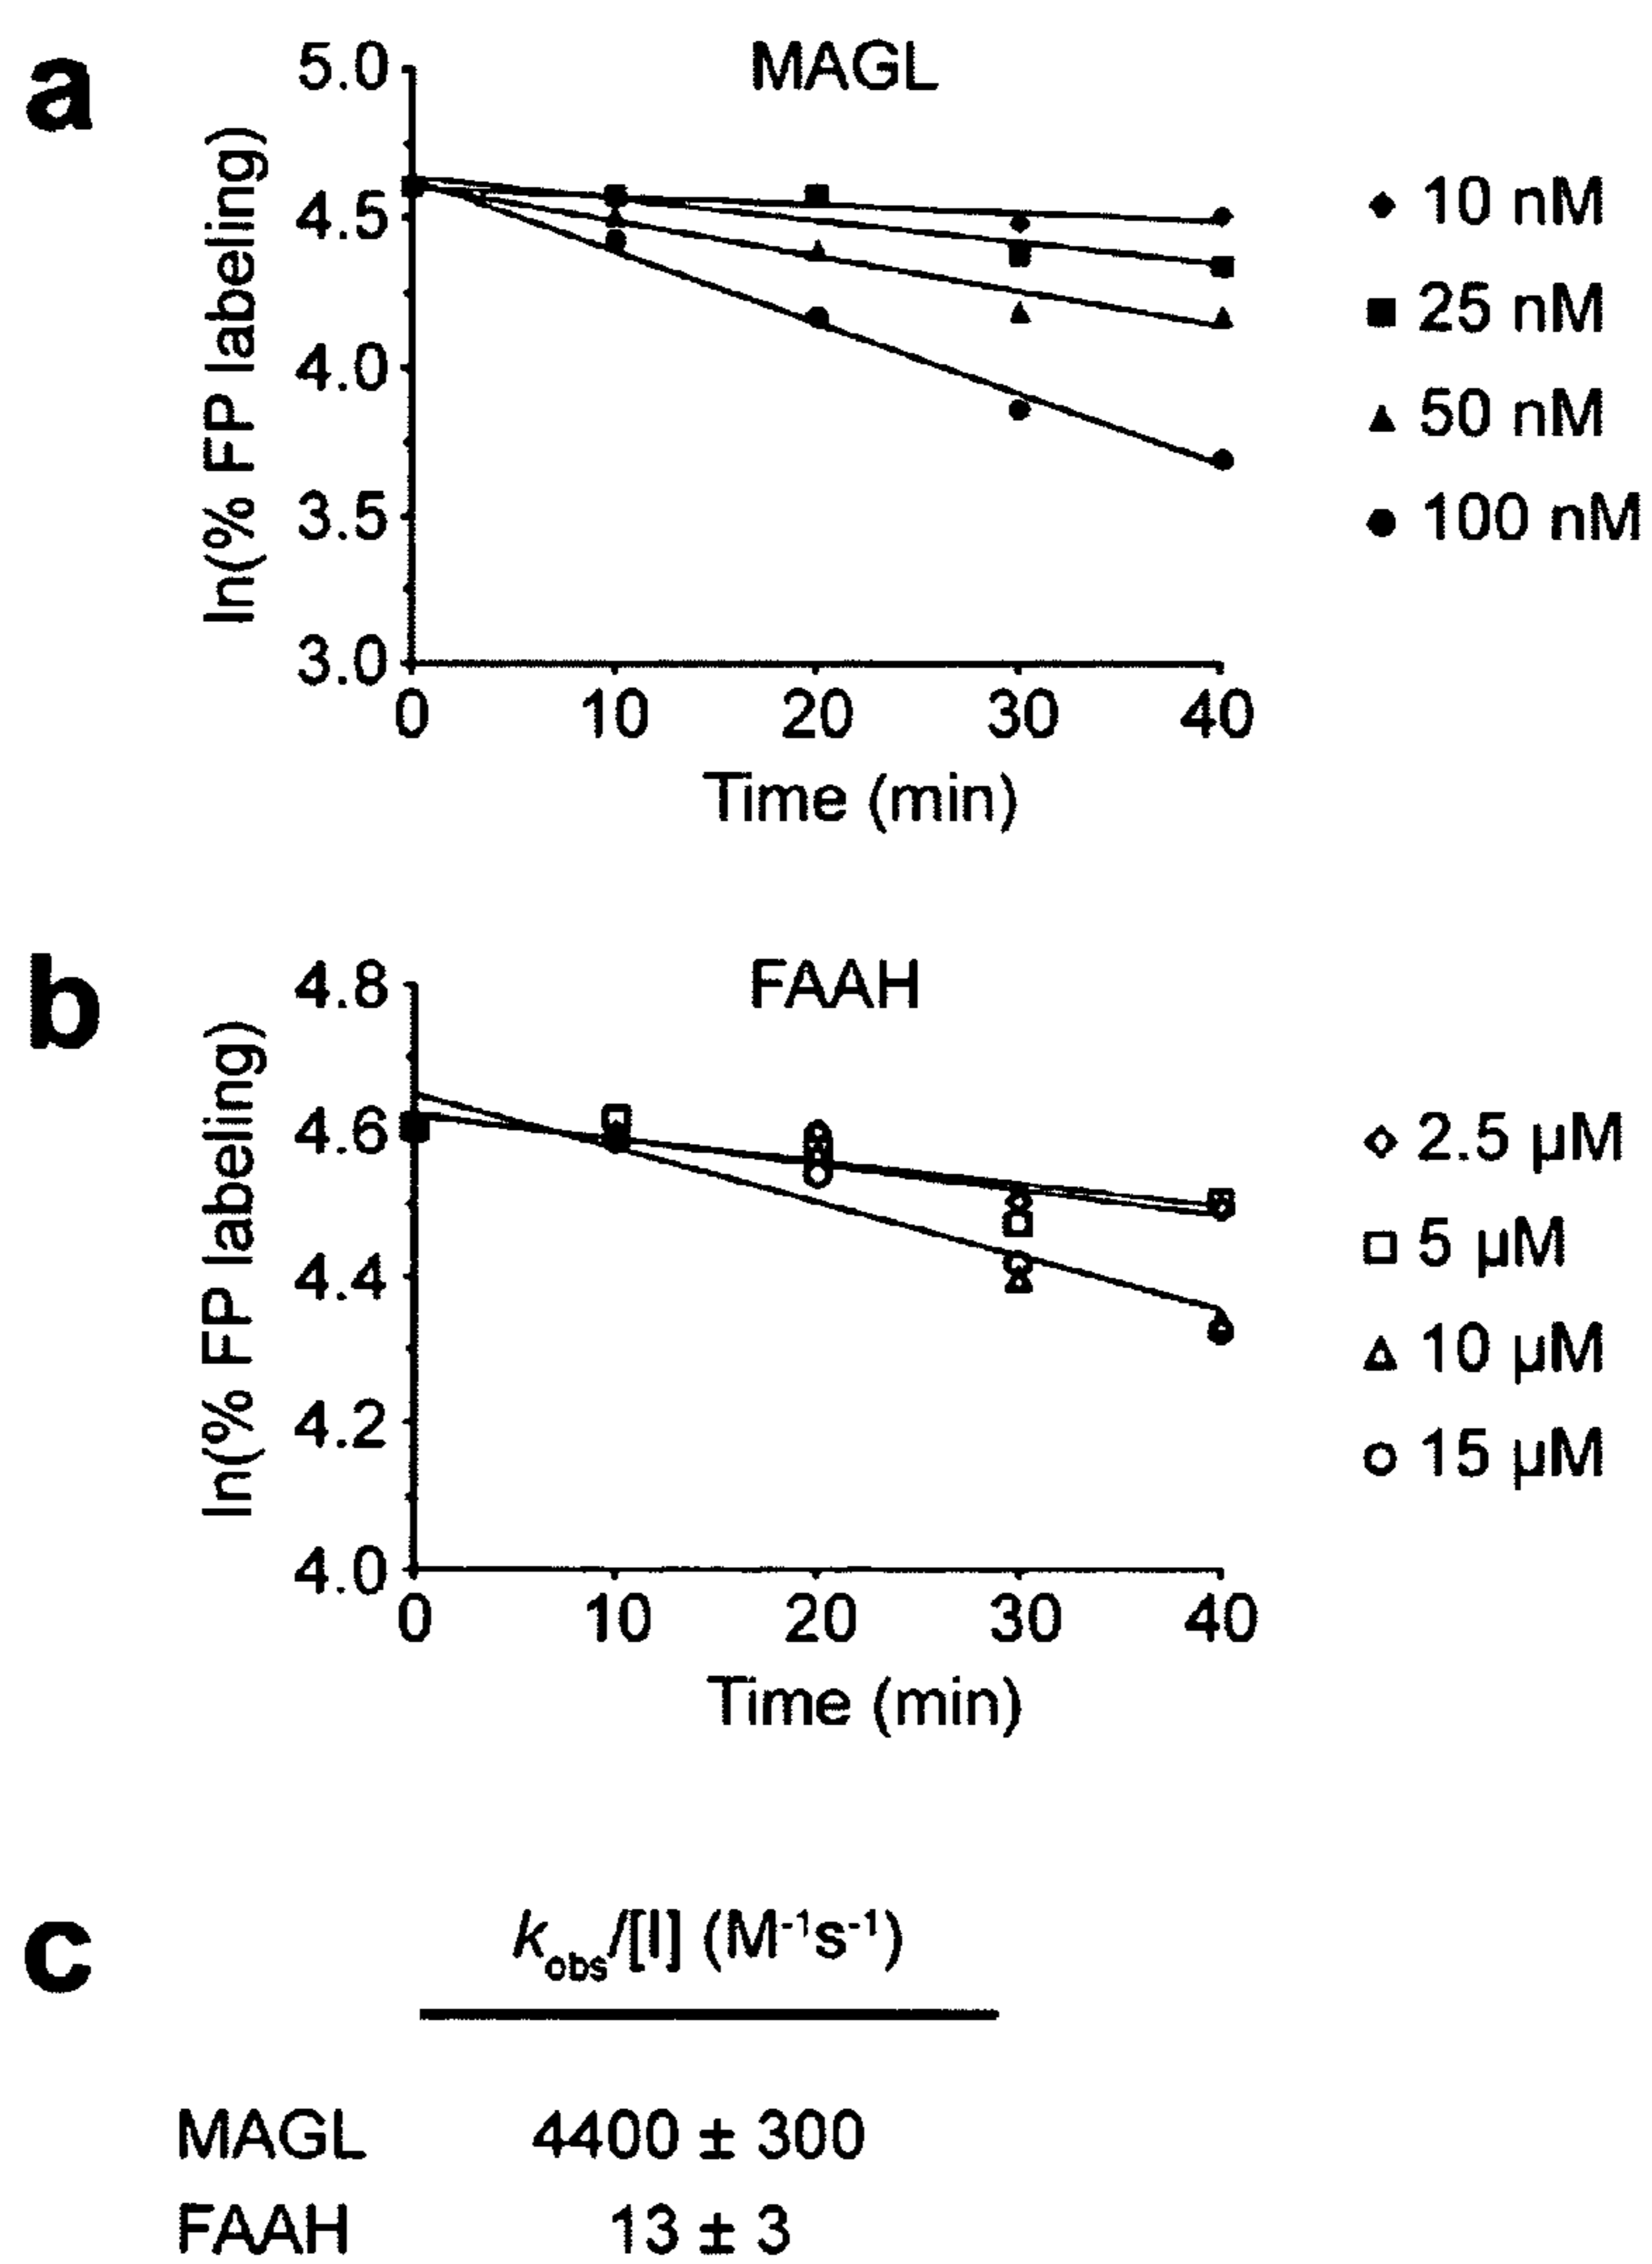 a
MAGL
ln(% FP labeling)
5.0
4.5
4.0
3.5
3.0
0 10 20 30 40
Time (min)
10 nM
25 nM
50 nM
100 nM
b
FAAH
ln(% FP labeling)
4.8
4.6
4.4
4.2
4.0
0 10 20 30 40
Time (min)
2.5 µM
5 µM
10 µM
15 µM
c
kobs/[I] (M⁻¹s⁻¹)
MAGL 4400 ± 300
FAAH 13 ± 3